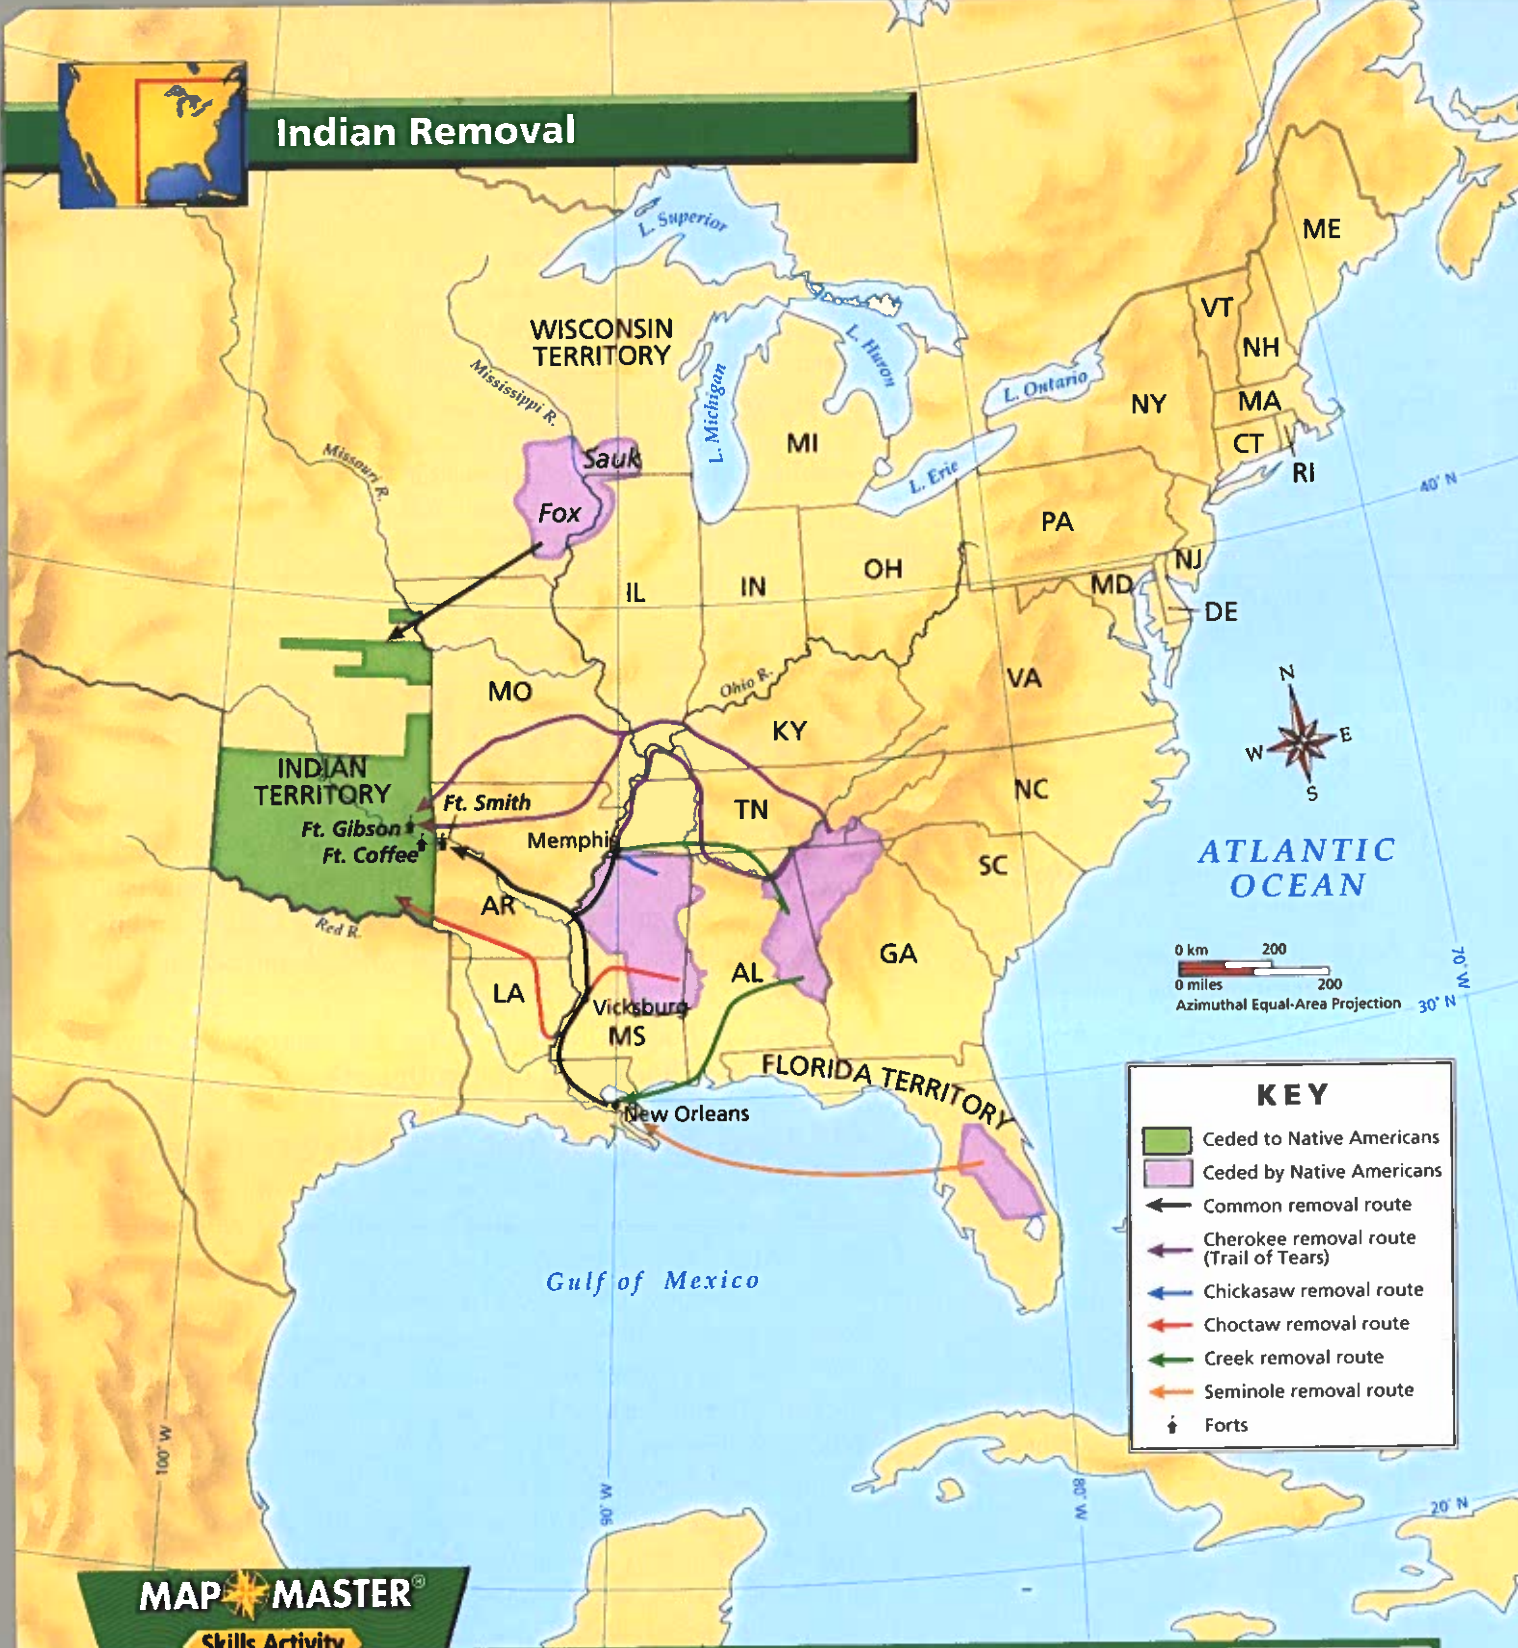 Indian Removal
L. Superior
ME
WISCONSIN
TERRITORY
VT
NH
L. Huron
L. Michigan
L. Ontario
NY
MA
CT
RI
Mississippi R.
MI
L. Erie
Missouri R.
Sauk
Fox
40° N
PA
NJ
MD
DE
OH
IN
IL
VA
Ohio R.
MO
KY
N
W
E
S
INDIAN
TERRITORY
Ft. Smith
Ft. Gibson
Ft. Coffee
Memphis
TN
NC
SC
ATLANTIC
OCEAN
AR
Red R.
GA
AL
LA
Vicksburg
MS
0 km 200
0 miles 200
Azimuthal Equal-Area Projection
70° W
30° N
FLORIDA TERRITORY
New Orleans
Gulf of Mexico
KEY
Ceded to Native Americans
Ceded by Native Americans
Common removal route
Cherokee removal route
(Trail of Tears)
Chickasaw removal route
Choctaw removal route
Creek removal route
Seminole removal route
Forts
100° W
90° W
80° W
20° N
MAP MASTER®
Skills Activity